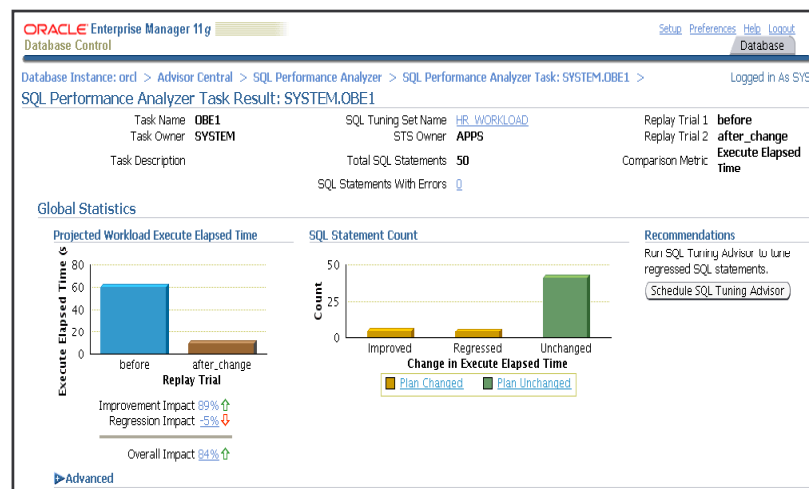 ORACLE Enterprise Manager 11g
Database Control
Setup Preferences Help Logout
Database
Database Instance: orcl > Advisor Central > SQL Performance Analyzer > SQL Performance Analyzer Task: SYSTEM.OBE1 >
Logged in As SYS
SQL Performance Analyzer Task Result: SYSTEM.OBE1
Task Name OBE1
Task Owner SYSTEM
Task Description
SQL Tuning Set Name HR_WORKLOAD
STS Owner APPS
Total SQL Statements 50
SQL Statements With Errors 0
Replay Trial 1 before
Replay Trial 2 after_change
Comparison Metric Execute Elapsed
Time
Global Statistics
Projected Workload Execute Elapsed Time
Execute Elapsed Time (s
80
60
40
20
0
before after_change
Replay Trial
Improvement Impact 89%
Regression Impact -5%
Overall Impact 84%
SQL Statement Count
Count
50
25
0
Improved Regressed Unchanged
Change in Execute Elapsed Time
Plan Changed Plan Unchanged
Recommendations
Run SQL Tuning Advisor to tune
regressed SQL statements.
Schedule SQL Tuning Advisor
Advanced